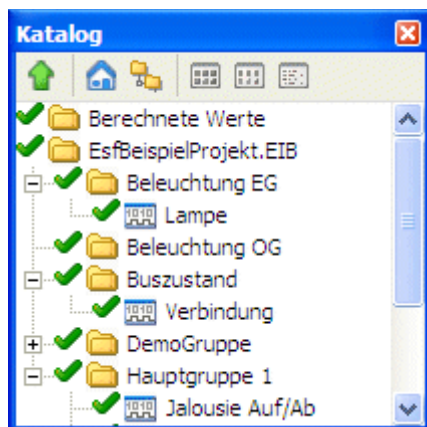 Katalog
Berechnete Werte
EsfBeispielProjekt.EIB
Beleuchtung EG
Lampe
Beleuchtung OG
Buszustand
Verbindung
DemoGruppe
Hauptgruppe 1
Jalousie Auf/Ab